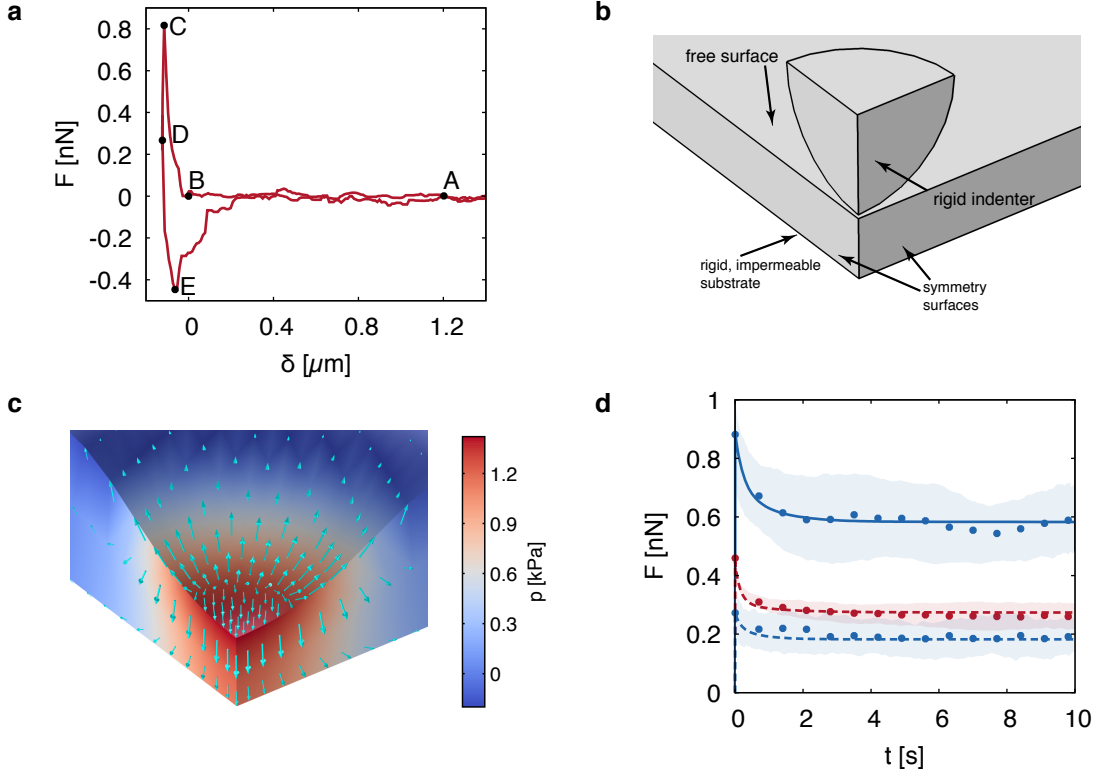 a
F [nN]
0.8
0.6
0.4
0.2
0
-0.2
-0.4
C
D
B
A
E
0
0.4
0.8
1.2
δ [µm]
b
free surface
rigid indenter
rigid, impermeable
substrate
symmetry
surfaces
c
1.2
0.9
0.6
0.3
0
p [kPa]
d
F [nN]
1
0.8
0.6
0.4
0.2
0
0
2
4
6
8
10
t [s]